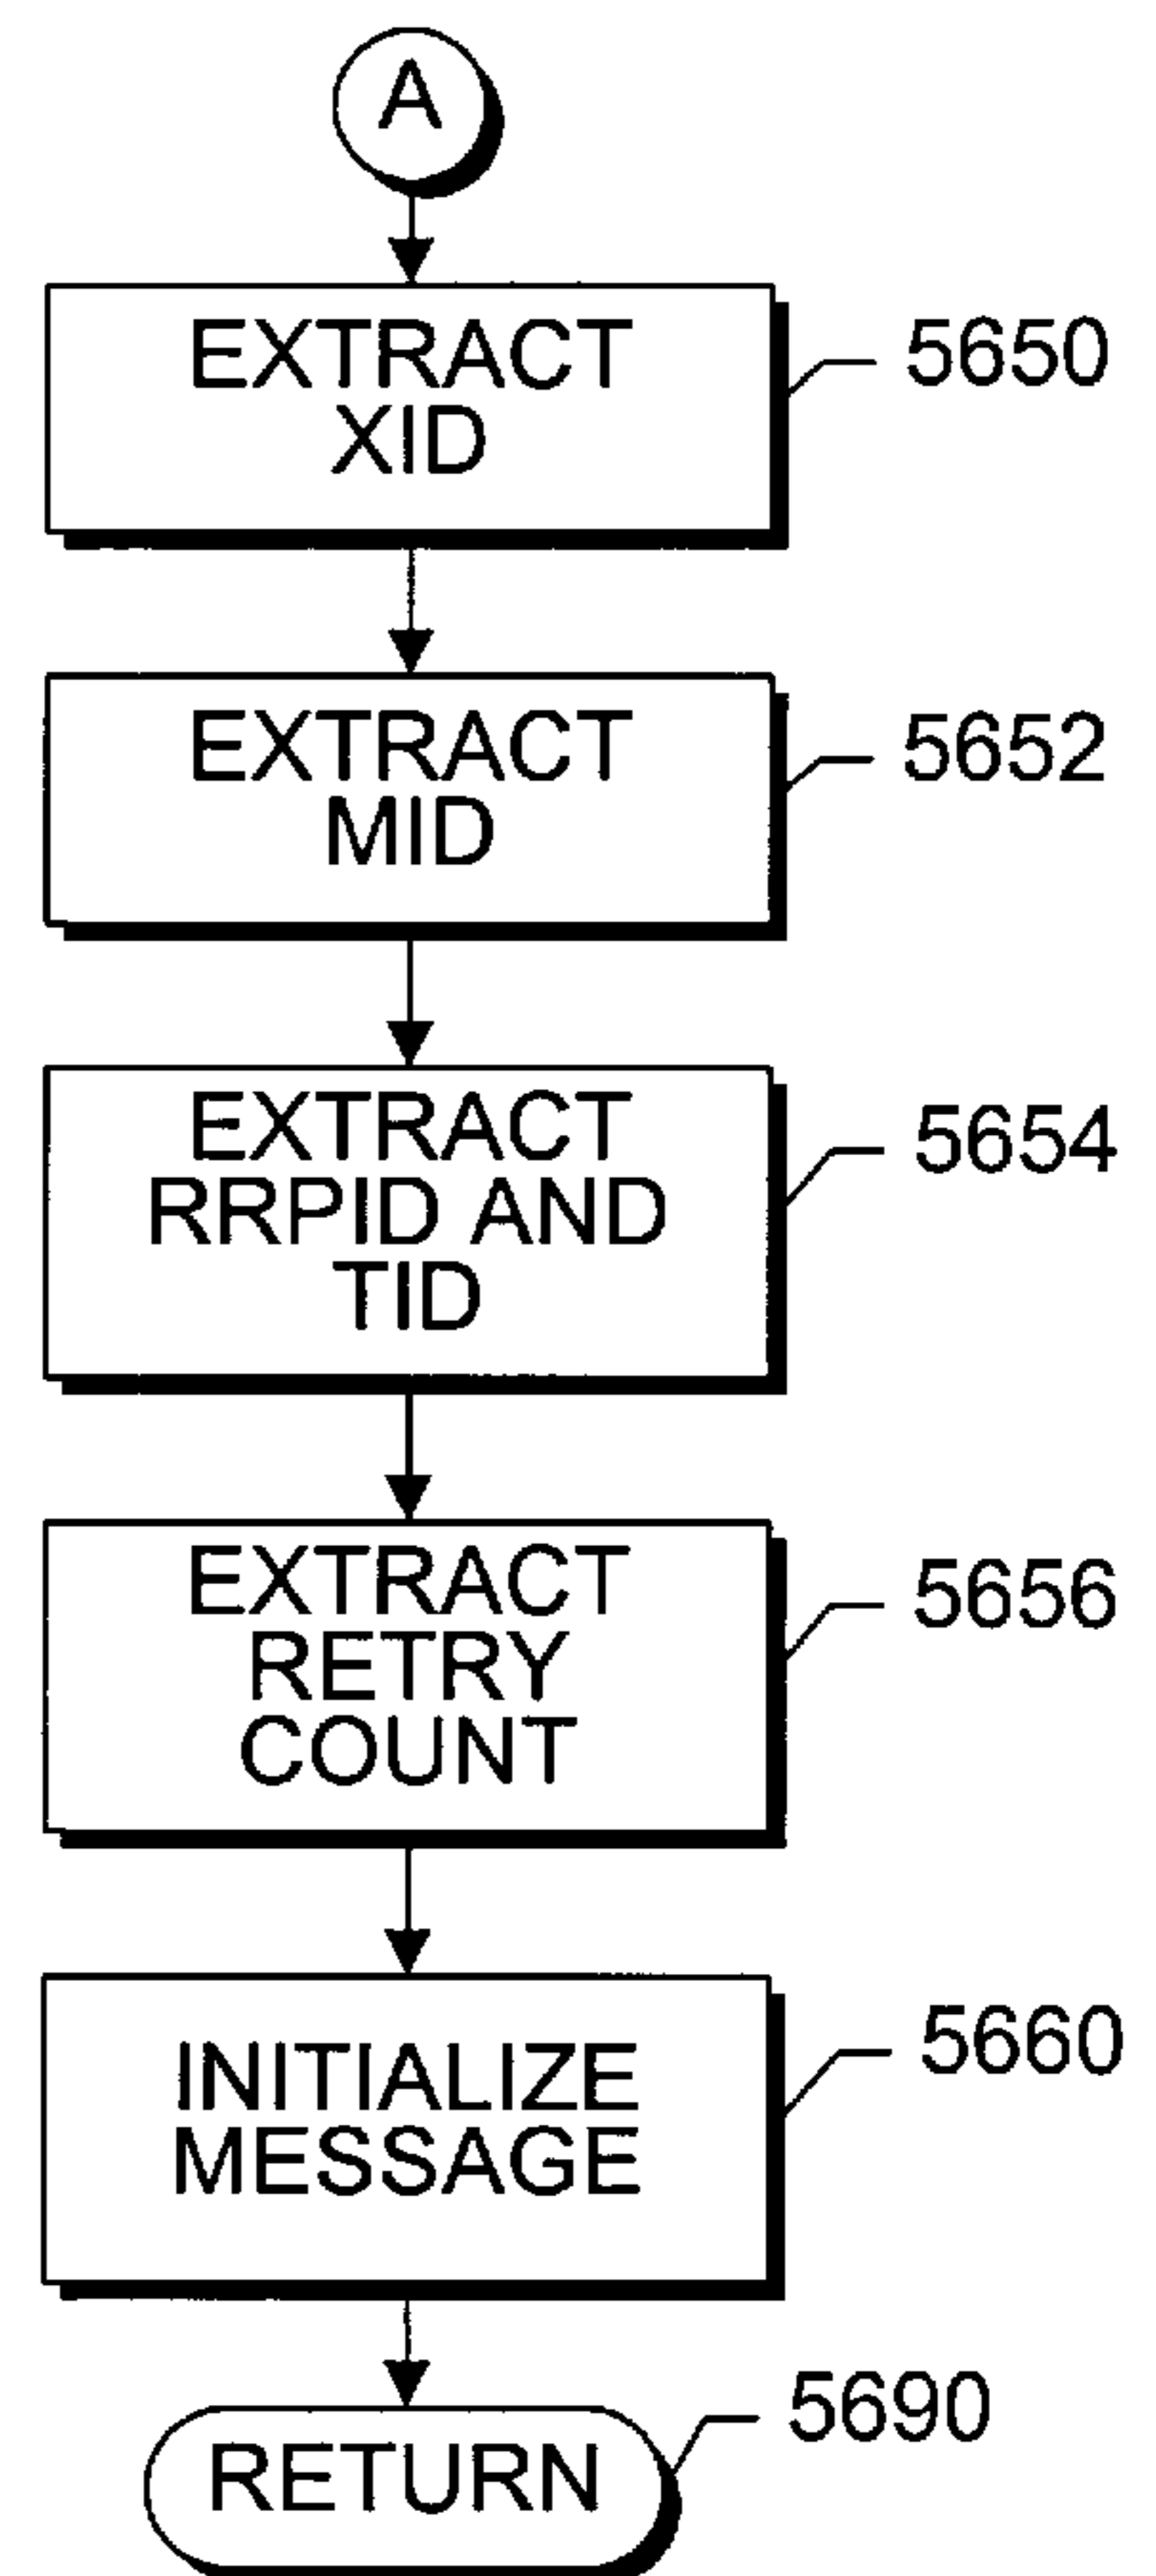 A
EXTRACT
XID
5650
EXTRACT
MID
5652
EXTRACT
RRPID AND
TID
5654
EXTRACT
RETRY
COUNT
5656
INITIALIZE
MESSAGE
5660
RETURN
5690